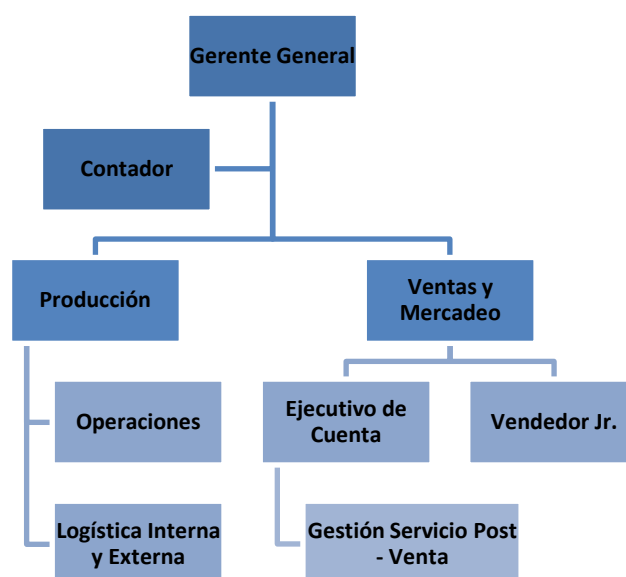 Gerente General
Contador
Producción
Ventas y
Mercadeo
Operaciones
Ejecutivo de
Cuenta
Vendedor Jr.
Logística Interna
y Externa
Gestión Servicio Post
- Venta